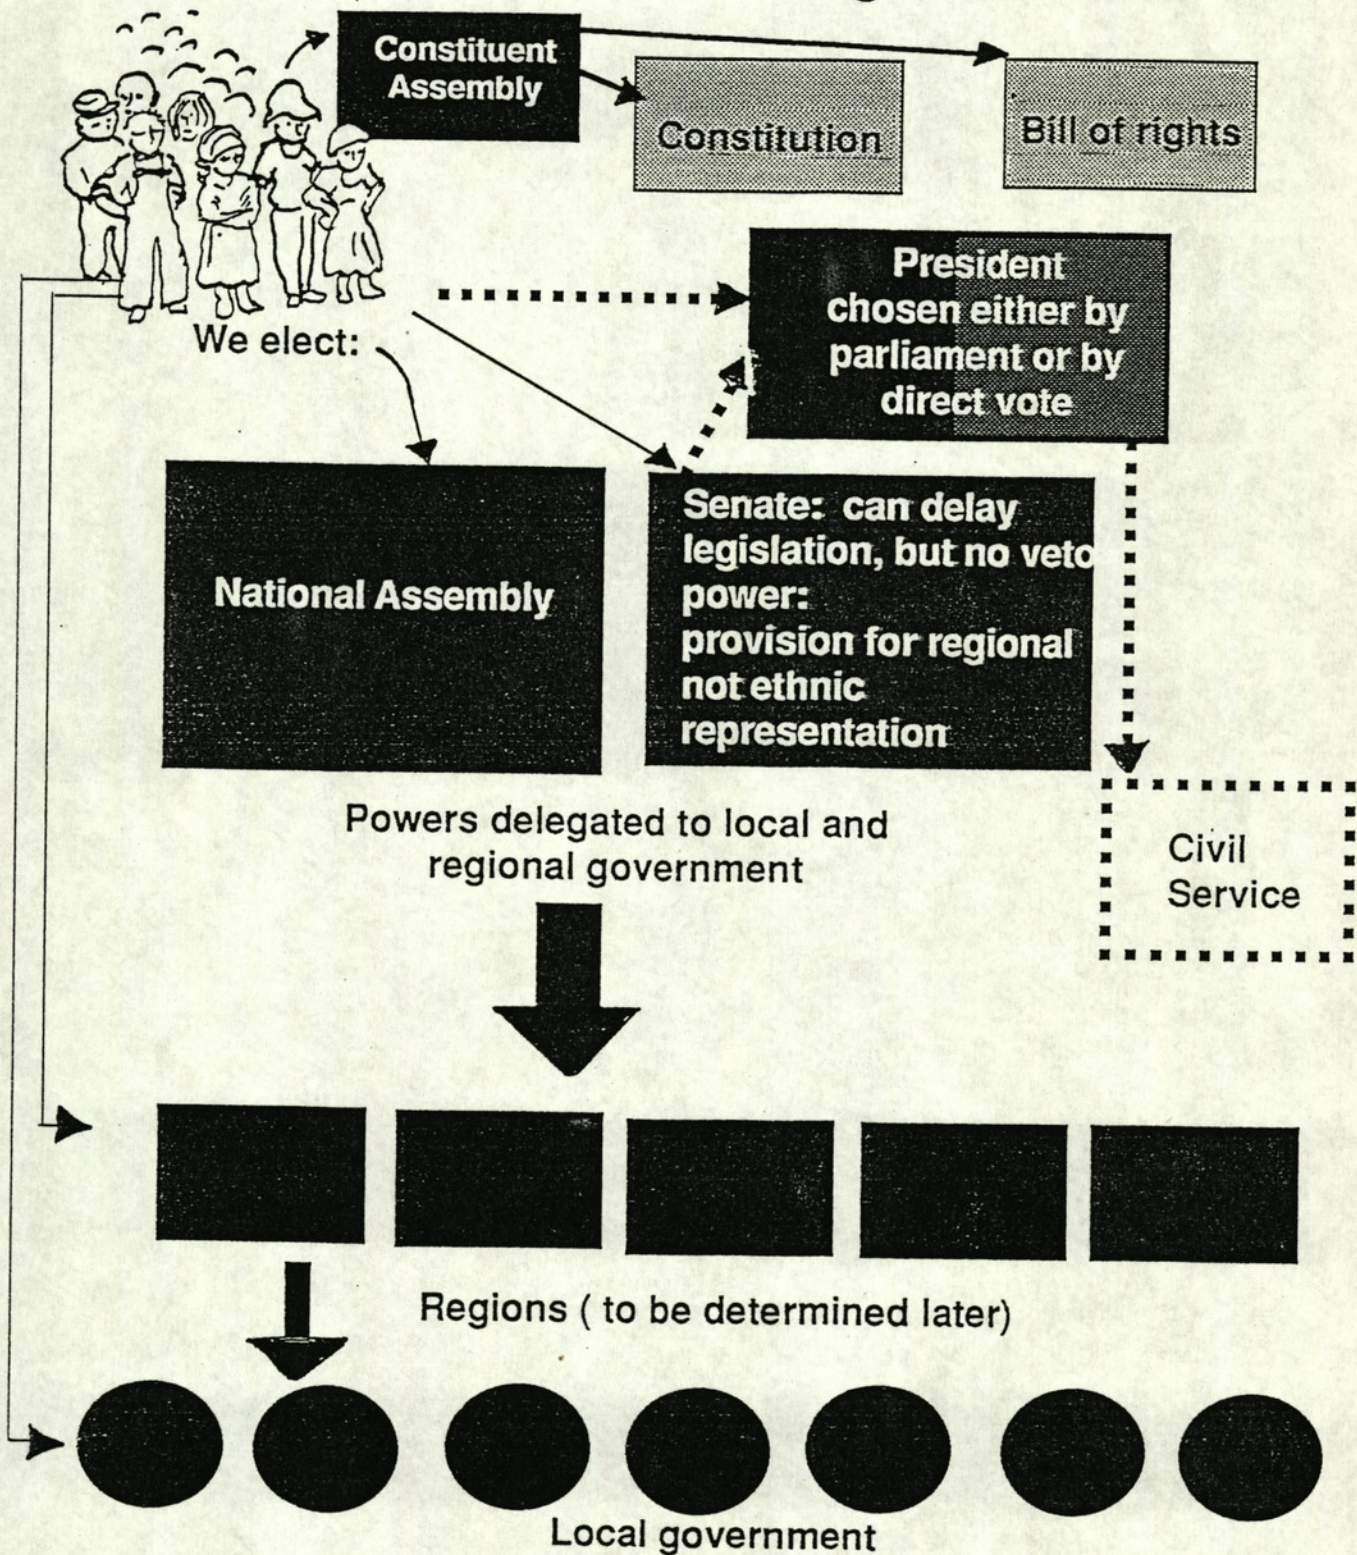 Constituent
Assembly
Constitution
Bill of rights
President
chosen either by
parliament or by
direct vote
We elect:
National Assembly
Senate: can delay
legislation, but no veto
power:
provision for regional
not ethnic
representation
Powers delegated to local and
regional government
Civil
Service
Regions ( to be determined later)
Local government